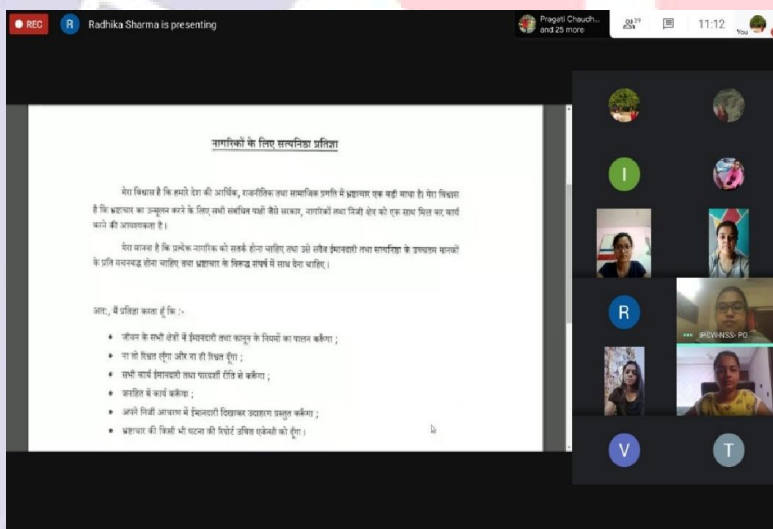 REC
R
Radhika Sharma is presenting
Pragati Chaudh...
and 25 more
29
11:12
You
नागरिकों के लिए सत्यनिष्ठा प्रतिज्ञा
मेरा विश्वास है कि हमारे देश की आर्थिक, राजनीतिक तथा सामाजिक प्रगति में भ्रष्टाचार एक बड़ी बाधा है। मेरा विश्वास
है कि भ्रष्टाचार का उन्मूलन करने के लिए सभी संबंधित पक्षों जैसे सरकार, नागरिकों तथा निजी क्षेत्र को एक साथ मिल कर कार्य
करने की आवश्यकता है।
मेरा मानना है कि प्रत्येक नागरिक को सतर्क होना चाहिए तथा उसे सदैव ईमानदारी तथा सत्यनिष्ठा के उच्चतम मानकों
के प्रति वचनबद्ध होना चाहिए तथा भ्रष्टाचार के विरूद्ध संघर्ष में साथ देना चाहिए।
अतः, मैं प्रतिज्ञा करता हूँ कि :-
जीवन के सभी क्षेत्रों में ईमानदारी तथा कानून के नियमों का पालन करूँगा ;
ना तो रिश्वत लूँगा और ना ही रिश्वत दूँगा ;
सभी कार्य ईमानदारी तथा पारदर्शी रीति से करूँगा ;
जनहित में कार्य करूँगा ;
अपने निजी आचरण में ईमानदारी दिखाकर उदाहरण प्रस्तुत करूँगा ;
भ्रष्टाचार की किसी भी घटना की रिपोर्ट उचित एजेन्सी को दूँगा।
I
R
IPCW-NSS- PO
V
T